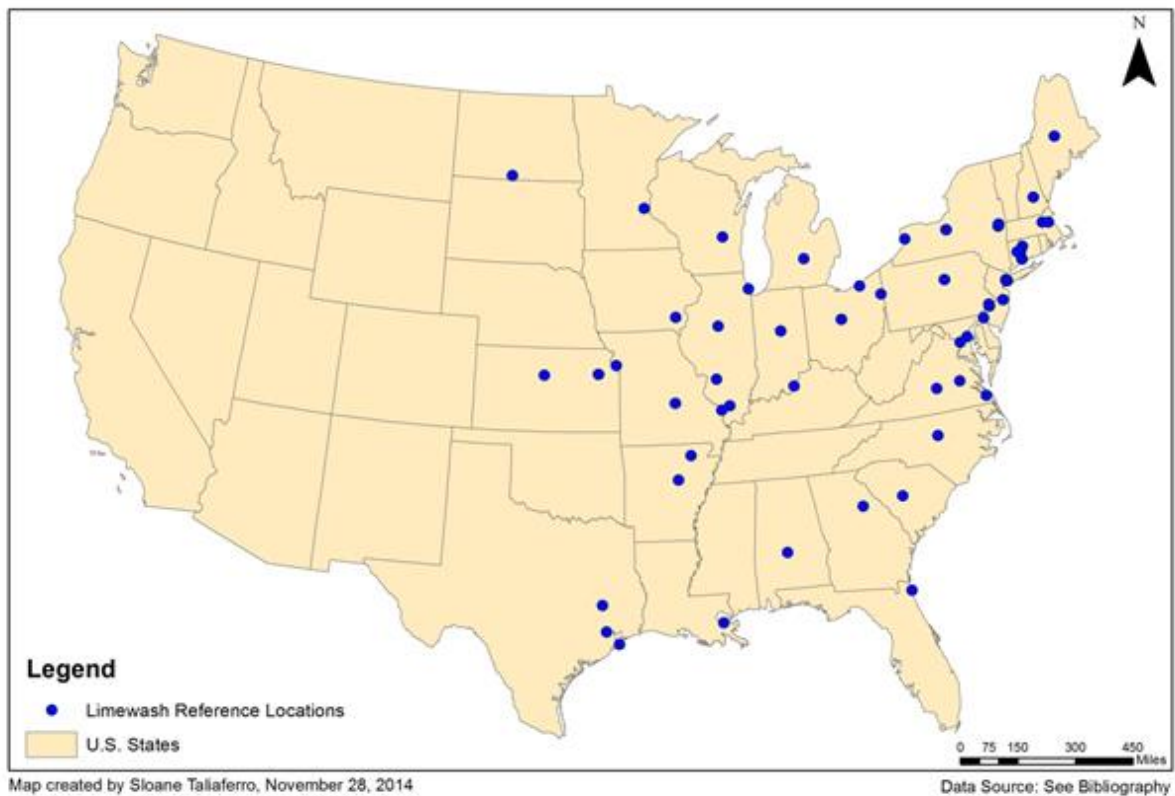 N
Legend
Limewash Reference Locations
U.S. States
0 75 150 300 450
Miles
Map created by Sloane Taliaferro, November 28, 2014
Data Source: See Bibliography